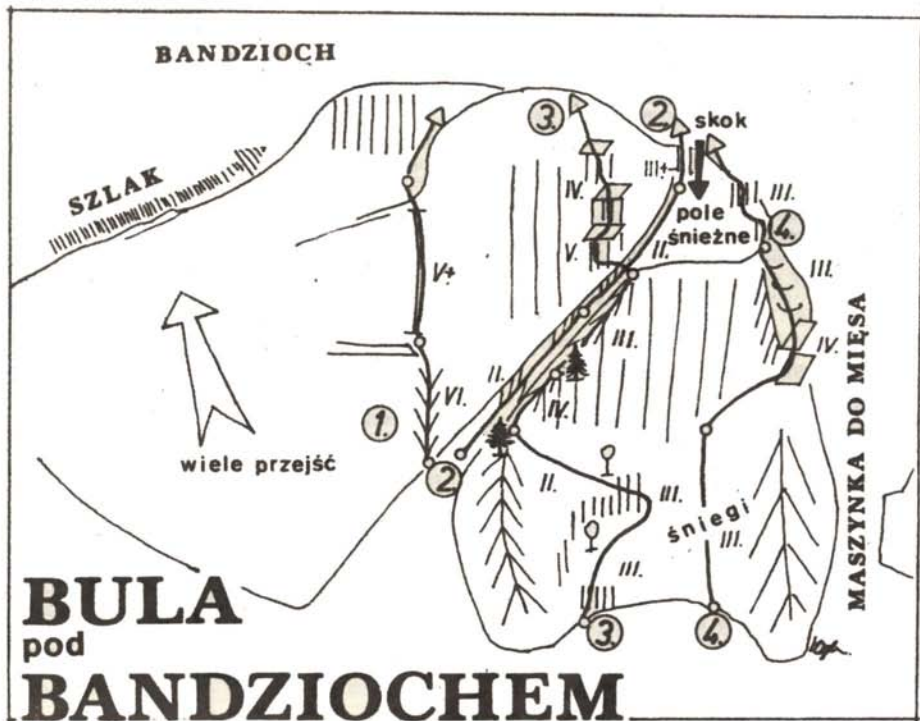 BANDZIOCH
3.
2.
skok
SZLAK
III+
IV.
III.
pole
śnieżne
4.
V.
II.
V+
III.
III.
IV.
II.
VI.
IV.
1.
wiele przejść
2
II.
III.
śniegi
III.
III.
MASZYNKA DO MIĘSA
3.
4.
BULA
pod
BANDZIOCHEM